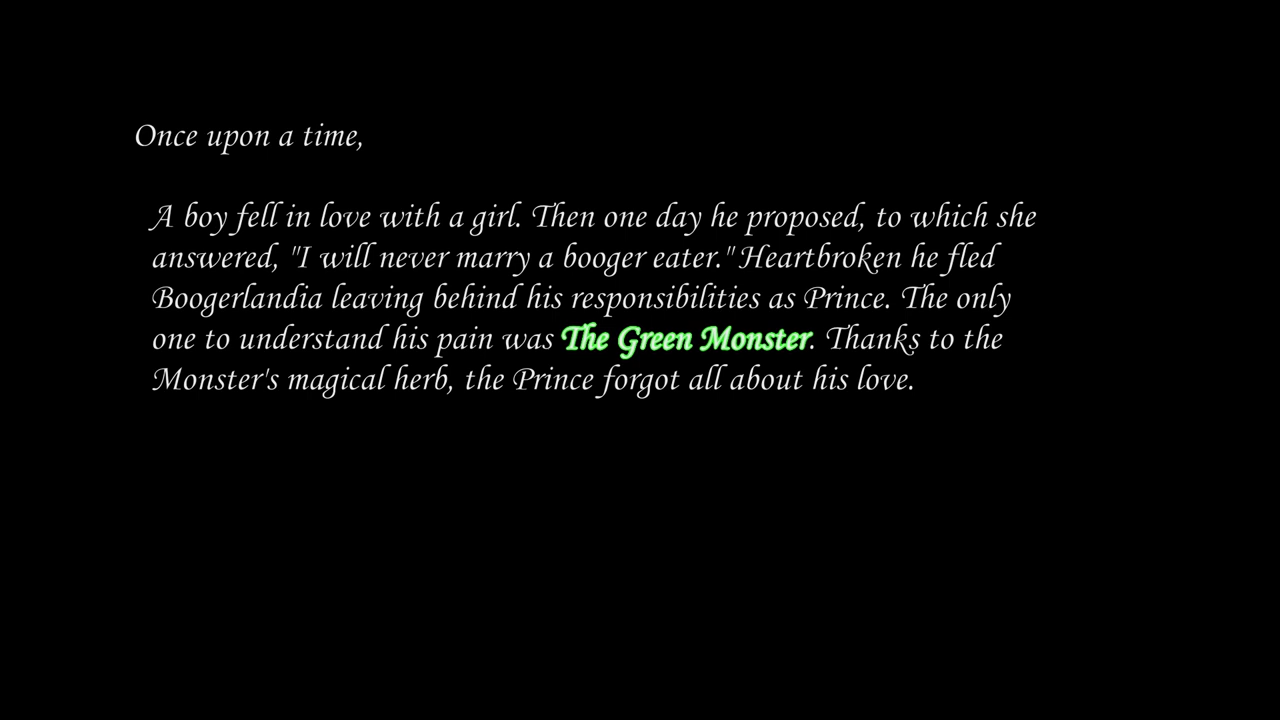 Once upon a time,
A boy fell in love with a girl. Then one day he proposed, to which she
answered, "I will never marry a booger eater." Heartbroken he fled
Boogerlandia leaving behind his responsibilities as Prince. The only
one to understand his pain was The Green Monster. Thanks to the
Monster's magical herb, the Prince forgot all about his love.